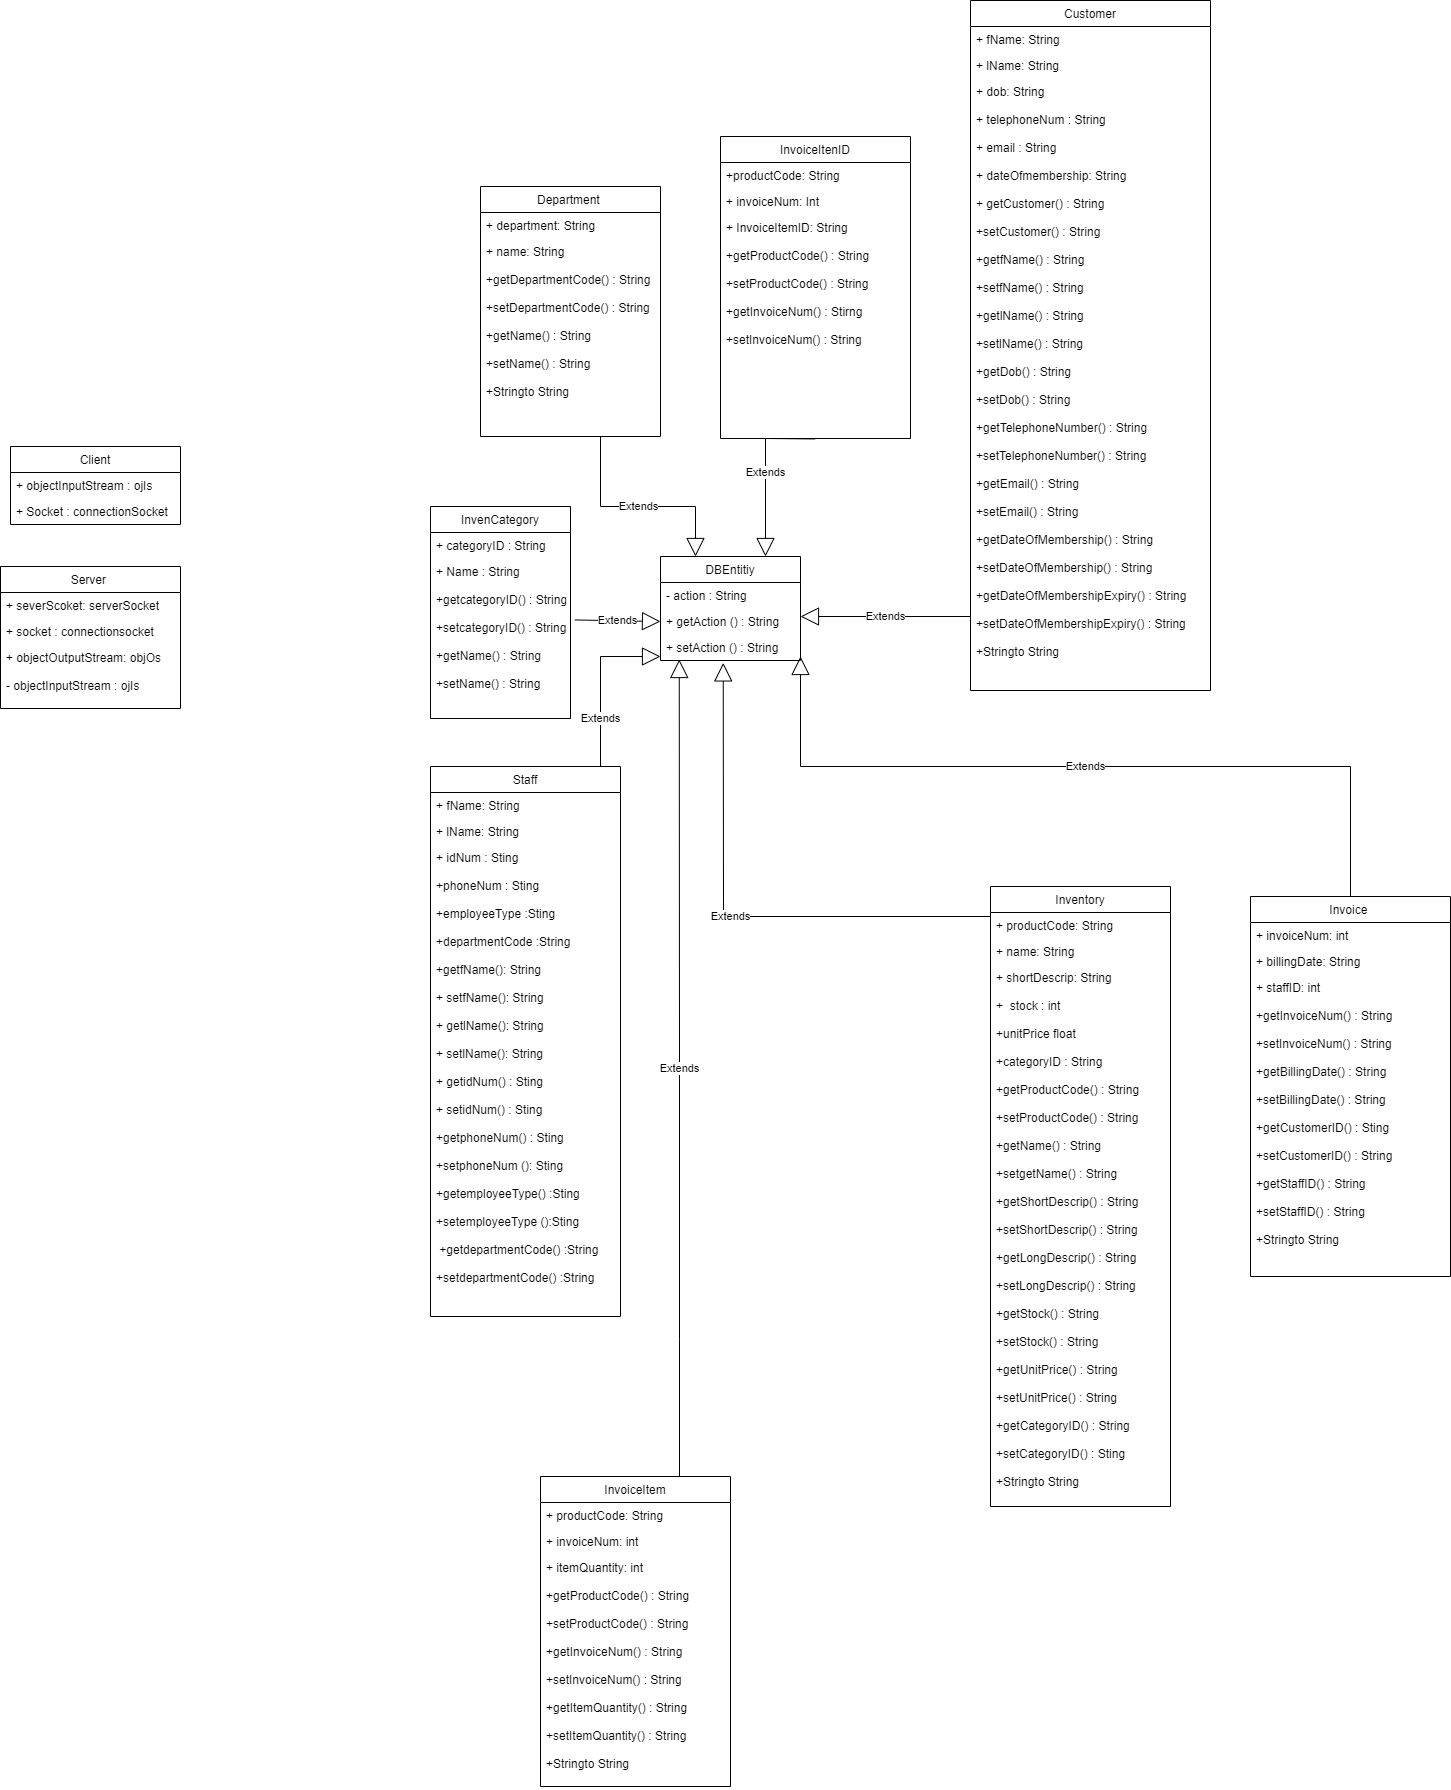 Customer
+ fName: String
+ lName: String
+ dob: String
+ telephoneNum : String
+ email : String
+ dateOfmembership: String
+ getCustomer() : String
+setCustomer() : String
+getfName() : String
+setfName() : String
+getlName() : String
+setlName() : String
+getDob() : String
+setDob() : String
+getTelephoneNumber() : String
+setTelephoneNumber() : String
+getEmail() : String
+setEmail() : String
+getDateOfMembership() : String
+setDateOfMembership() : String
+getDateOfMembershipExpiry() : String
+setDateOfMembershipExpiry() : String
+Stringto String
InvoiceItenID
+productCode: String
+ invoiceNum: Int
+ InvoiceItemID: String
+getProductCode() : String
+setProductCode() : String
+getInvoiceNum() : Stirng
+setInvoiceNum() : String
Department
+ department: String
+ name: String
+getDepartmentCode() : String
+setDepartmentCode() : String
+getName() : String
+setName() : String
+Stringto String
Client
+ objectInputStream : ojIs
+ Socket : connectionSocket
Server
+ severScoket: serverSocket
+ socket : connectionsocket
+ objectOutputStream: objOs
- objectInputStream : ojIs
InvenCategory
+ categoryID : String
+ Name : String
+getcategoryID() : String
+setcategoryID() : String
+getName() : String
+setName() : String
Extends
Extends
Extends
Extends
Extends
DBEntitiy
- action : String
+ getAction () : String
+ setAction () : String
Extends
Extends
Extends
Staff
+ fName: String
+ lName: String
+ idNum : Sting
+phoneNum : Sting
+employeeType :Sting
+departmentCode :String
+getfName(): String
+ setfName(): String
+ getlName(): String
+ setlName(): String
+ getidNum() : Sting
+ setidNum() : Sting
+getphoneNum() : Sting
+setphoneNum (): Sting
+getemployeeType() :Sting
+setemployeeType ():Sting
+getdepartmentCode() :String
+setdepartmentCode() :String
Inventory
+ productCode: String
+ name: String
+ shortDescrip: String
+ stock : int
+unitPrice float
+categoryID : String
+getProductCode() : String
+setProductCode() : String
+getName() : String
+setgetName() : String
+getShortDescrip() : String
+setShortDescrip() : String
+getLongDescrip() : String
+setLongDescrip() : String
+getStock() : String
+setStock() : String
+getUnitPrice() : String
+setUnitPrice() : String
+getCategoryID() : String
+setCategoryID() : Sting
+Stringto String
Invoice
+ invoiceNum: int
+ billingDate: String
+ staffID: int
+getInvoiceNum() : String
+setInvoiceNum() : String
+getBillingDate() : String
+setBillingDate() : String
+getCustomerID() : Sting
+setCustomerID() : String
+getStaffID() : String
+setStaffID() : String
+Stringto String
InvoiceItem
+ productCode: String
+ invoiceNum: int
+ itemQuantity: int
+getProductCode() : String
+setProductCode() : String
+getInvoiceNum() : String
+setInvoiceNum() : String
+getItemQuantity() : String
+setItemQuantity() : String
+Stringto String